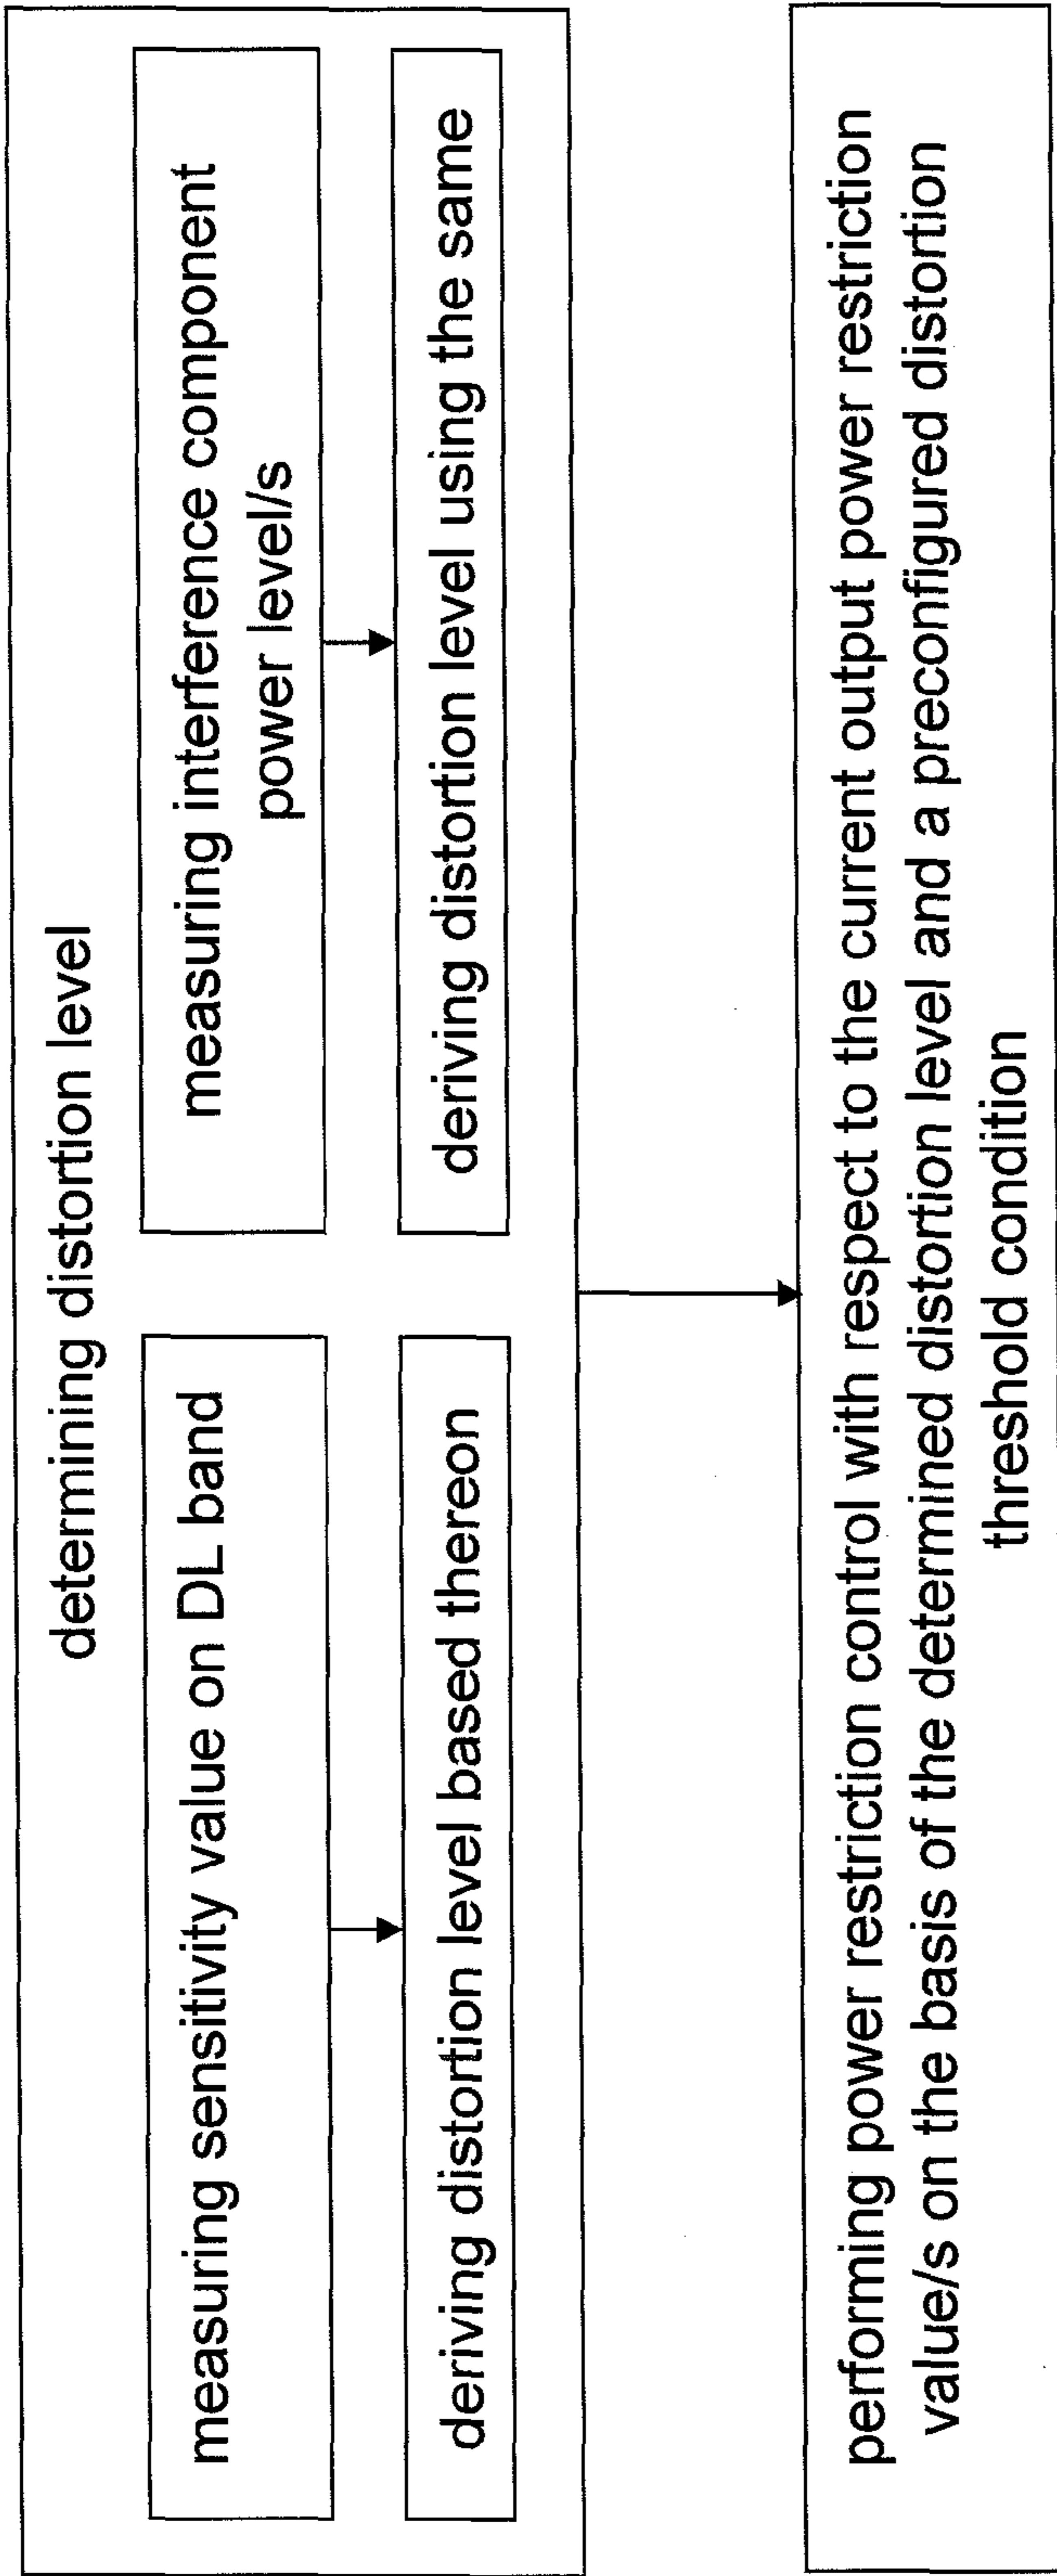 determining distortion level
measuring sensitivity value on DL band
deriving distortion level based thereon
measuring interference component
power level/s
deriving distortion level using the same
performing power restriction control with respect to the current output power restriction
value/s on the basis of the determined distortion level and a preconfigured distortion
threshold condition